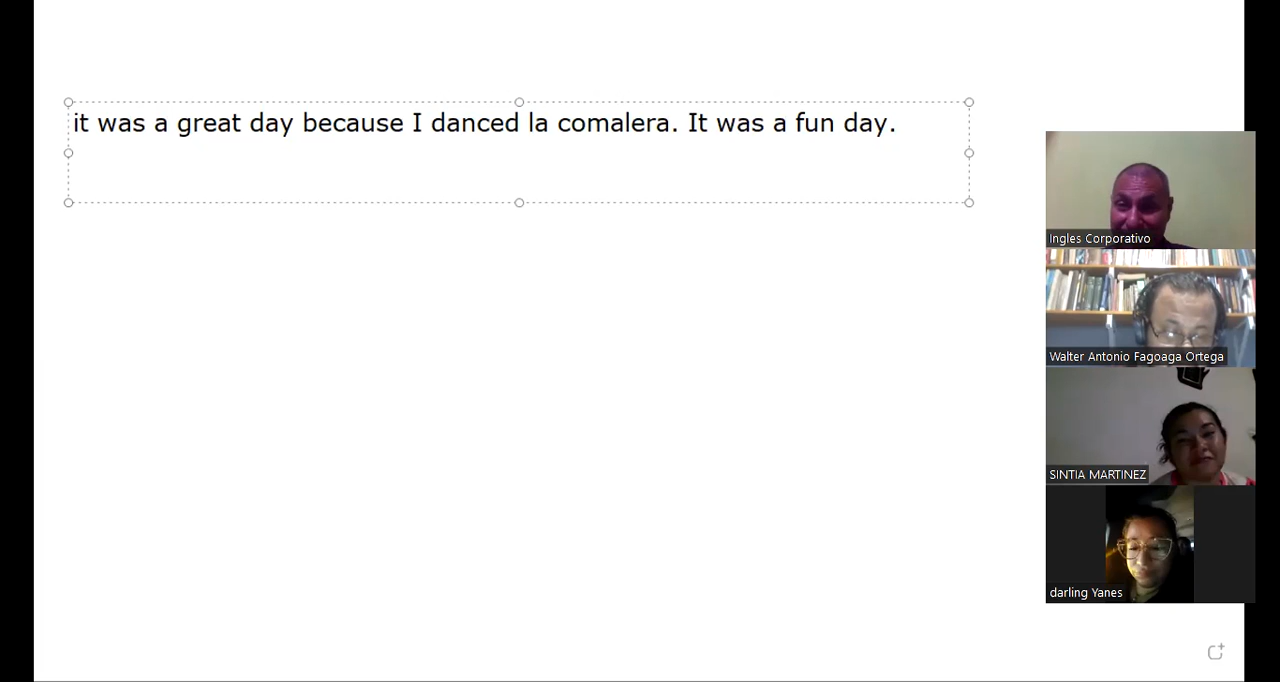 it was a great day because I danced la comalera. It was a fun day.
Ingles Corporativo
Walter Antonio Fagoaga Ortega
SINTIA MARTINEZ
darling Yanes